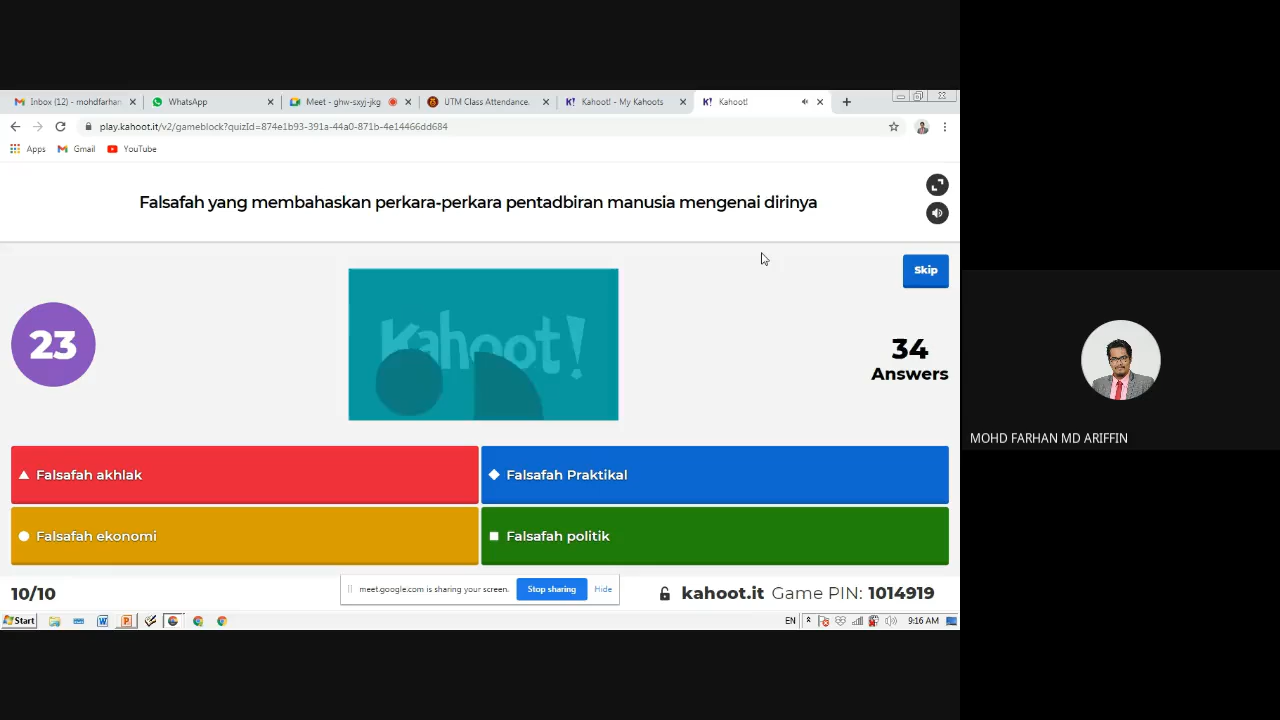 Inbox (12) - mohdfarhan
WhatsApp
Meet - ghw-sxyj-jkg
UTM Class Attendance.
K! Kahoot! - My Kahoots
K! Kahoot!
play.kahoot.it/v2/gameblock?quizId=874e1b93-391a-44a0-871b-4e14466dd684
Apps
Gmail
YouTube
Falsafah yang membahaskan perkara-perkara pentadbiran manusia mengenai dirinya
Skip
23
Kahoot!
34
Answers
Falsafah akhlak
Falsafah Praktikal
Falsafah ekonomi
Falsafah politik
10/10
meet.google.com is sharing your screen.
Stop sharing
Hide
kahoot.it Game PIN: 1014919
Start
EN
9:16 AM
MOHD FARHAN MD ARIFFIN